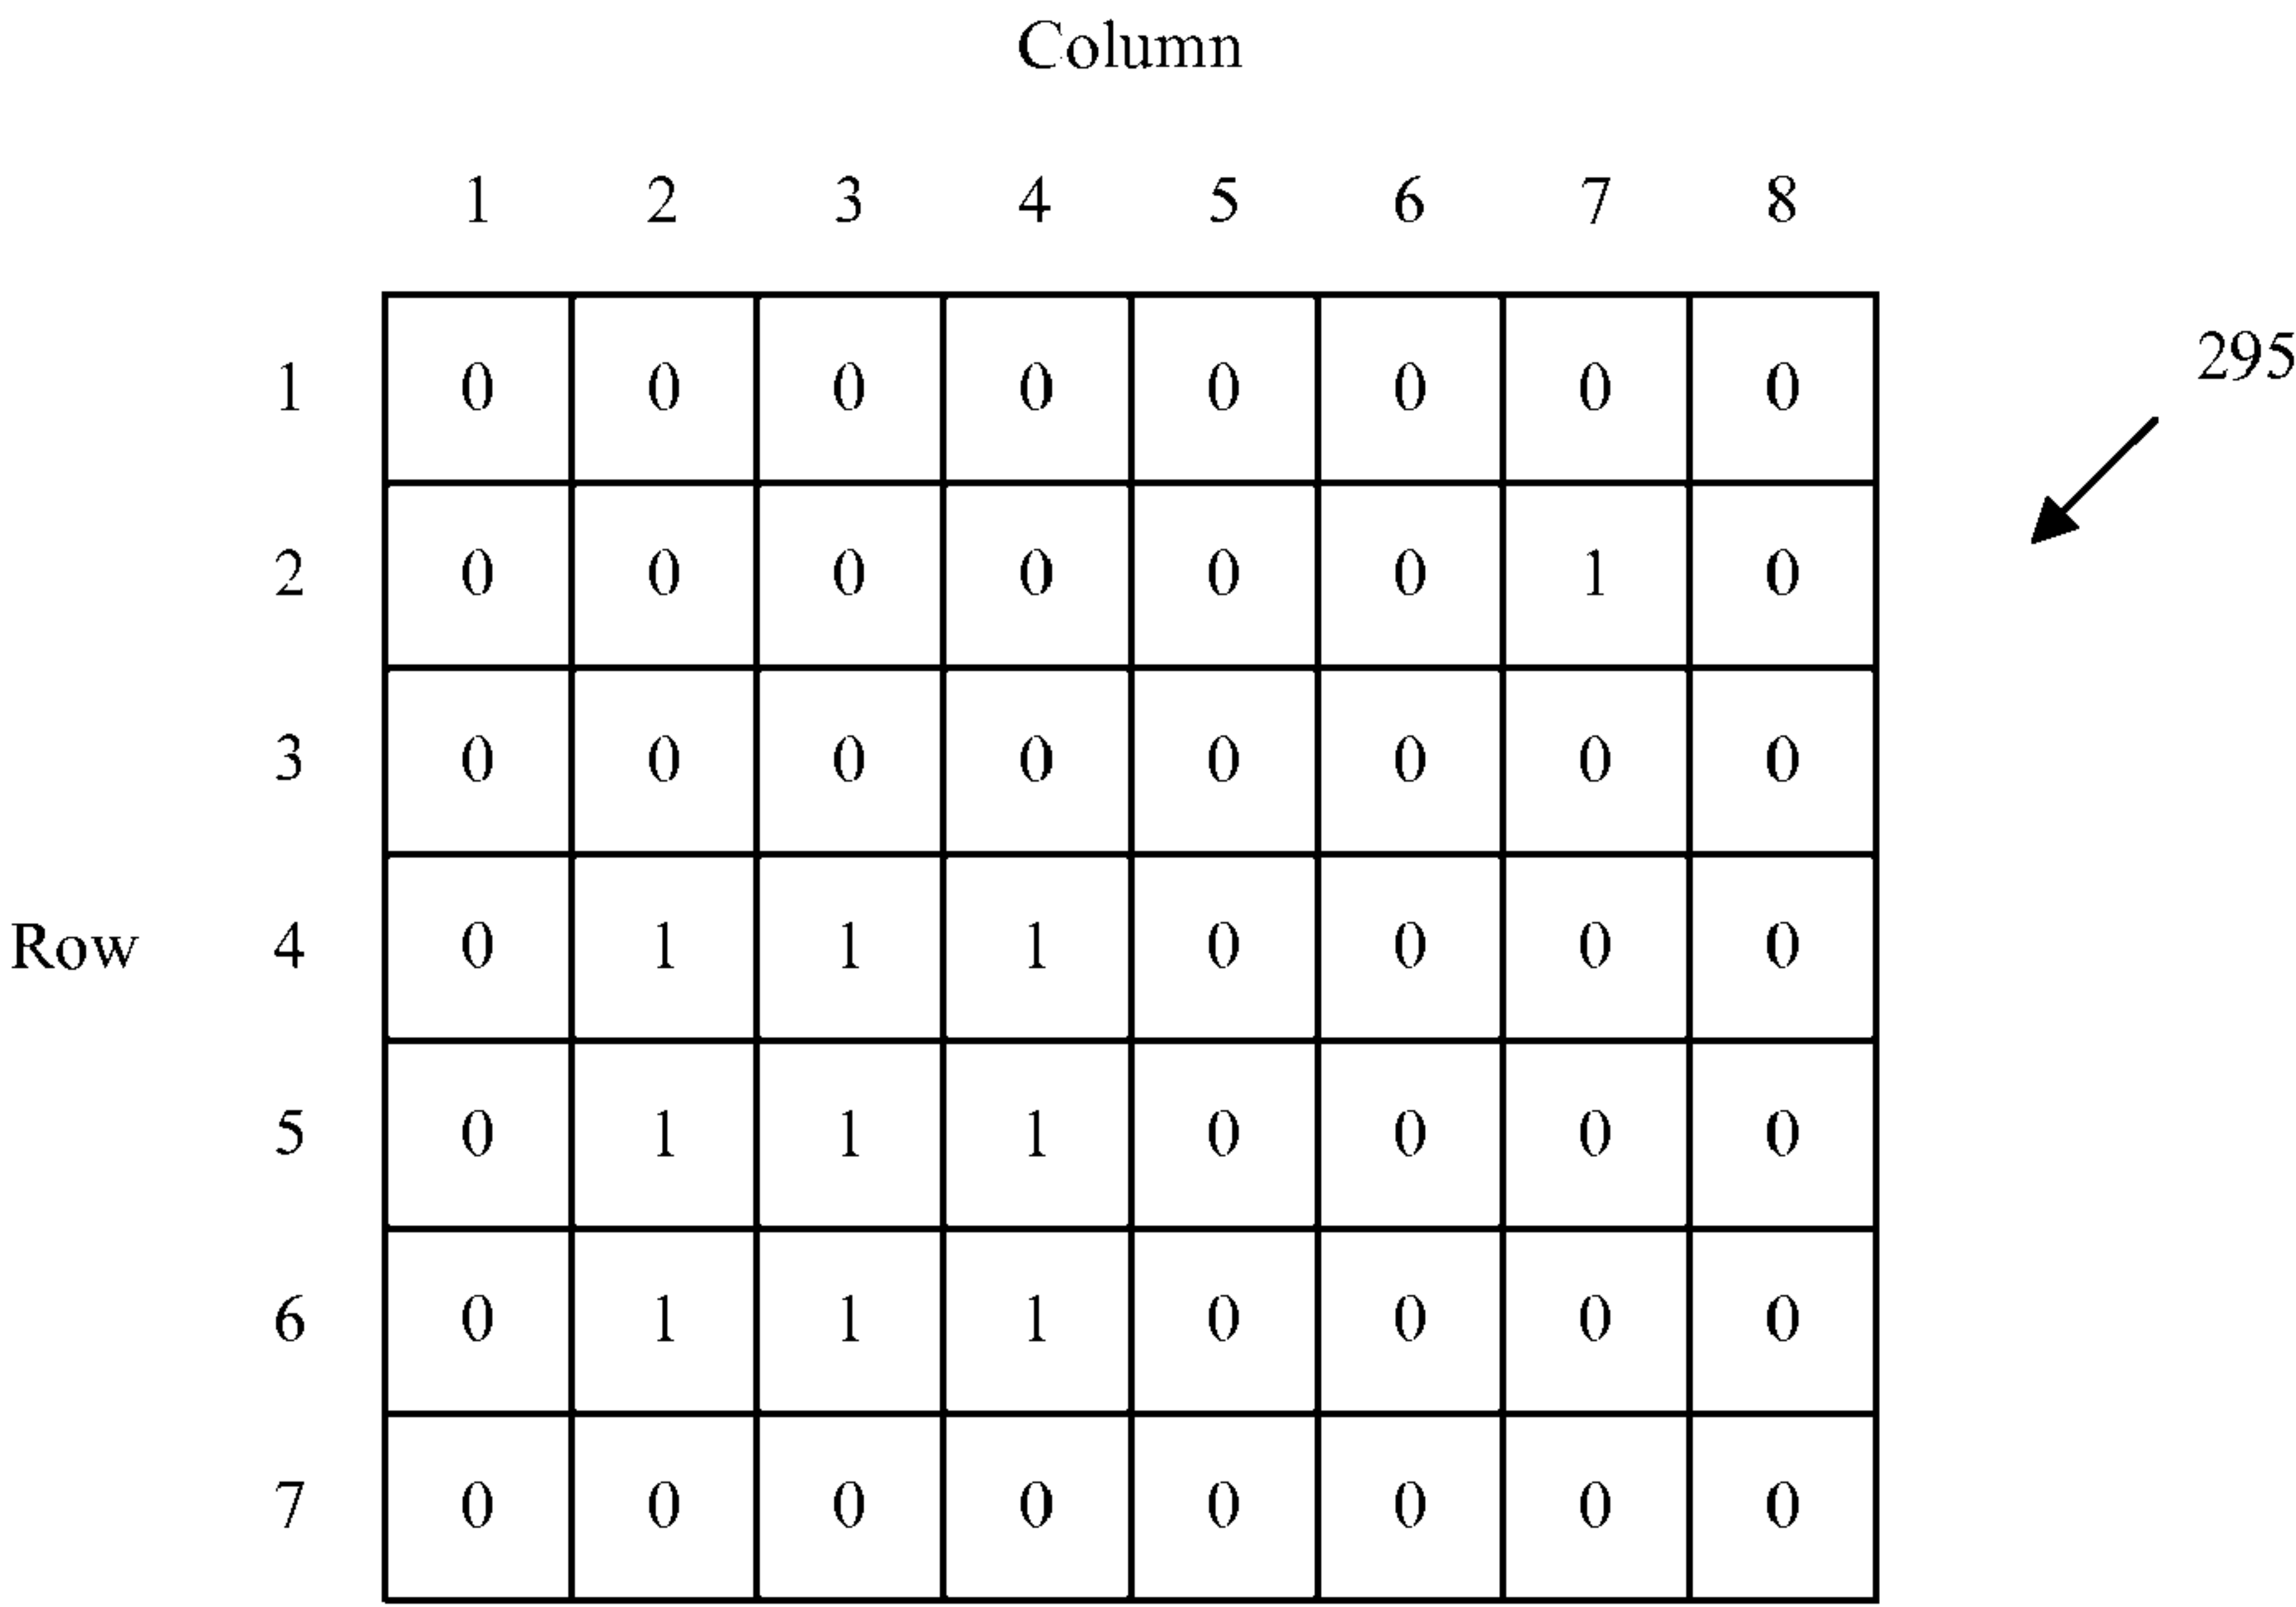 Column
1 2 3 4 5 6 7 8
295
1 0 0 0 0 0 0 0 0
2 0 0 0 0 0 0 1 0
3 0 0 0 0 0 0 0 0
Row 4 0 1 1 1 0 0 0 0
5 0 1 1 1 0 0 0 0
6 0 1 1 1 0 0 0 0
7 0 0 0 0 0 0 0 0